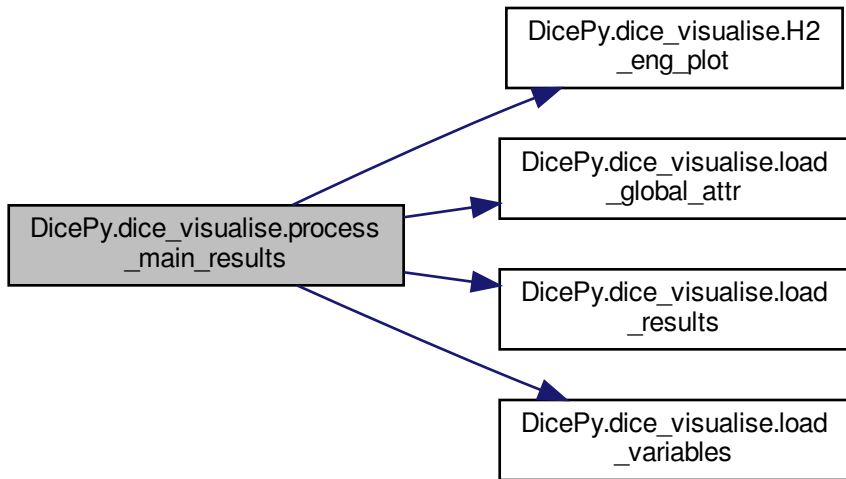 DicePy.dice_visualise.H2
_eng_plot
DicePy.dice_visualise.load
_global_attr
DicePy.dice_visualise.process
_main_results
DicePy.dice_visualise.load
_results
DicePy.dice_visualise.load
_variables